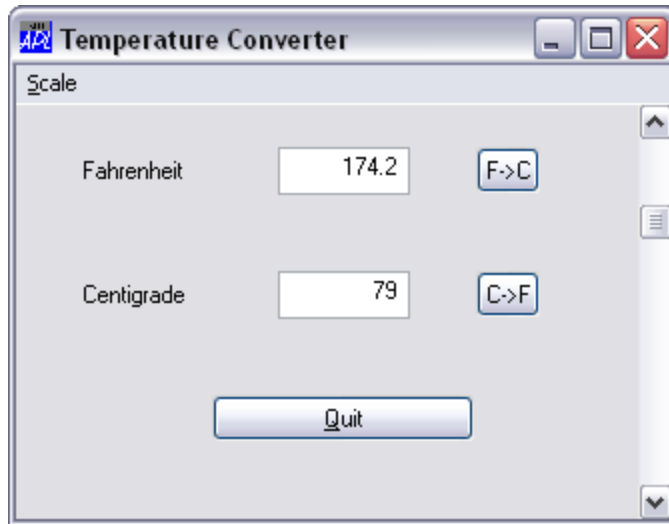 Temperature Converter
Scale
Fahrenheit 174.2 F->C
Centigrade 79 C->F
Quit